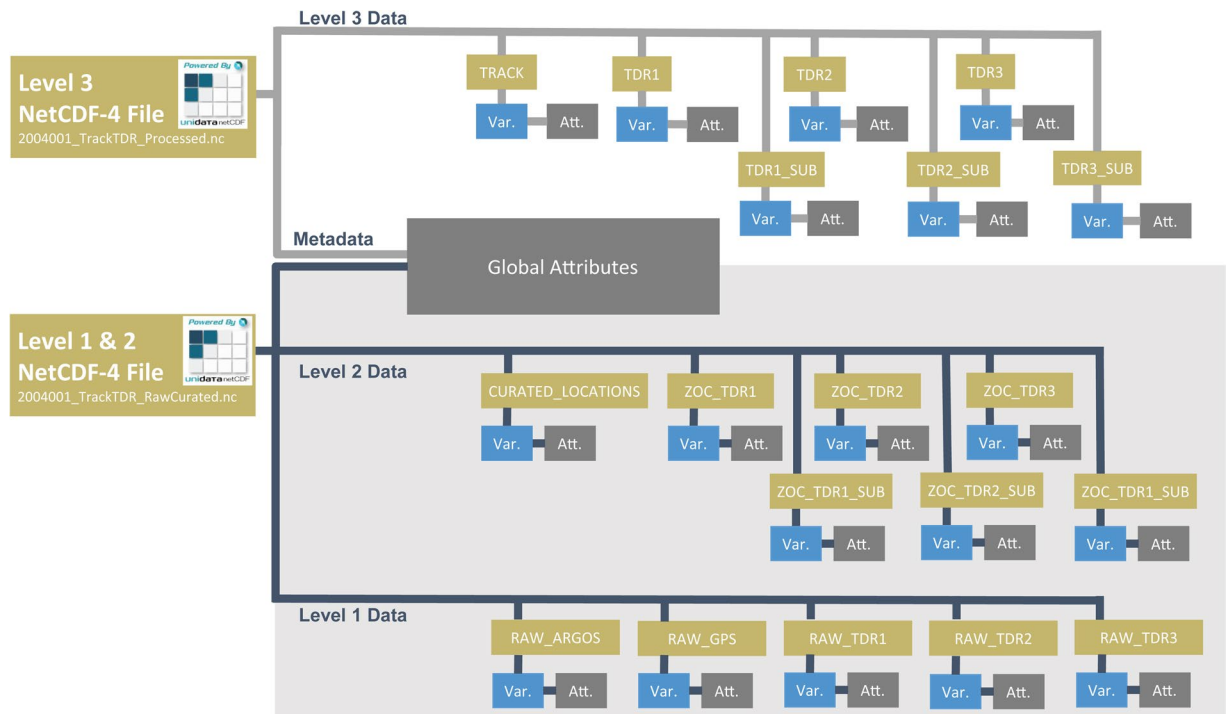 Level 3 Data
Level 3
NetCDF-4 File
2004001_TrackTDR_Processed.nc
Powered By
unidata netCDF
TRACK
TDR1
TDR2
TDR3
Var.
Att.
Var.
Att.
Var.
Att.
Var.
Att.
TDR1_SUB
TDR2_SUB
TDR3_SUB
Var.
Att.
Var.
Att.
Var.
Att.
Metadada
Global Attributes
Level 1 & 2
NetCDF-4 File
2004001_TrackTDR_RawCurated.nc
Powered By
unidata netCDF
Level 2 Data
CURATED_LOCATIONS
ZOC_TDR1
ZOC_TDR2
ZOC_TDR3
Var.
Att.
Var.
Att.
Var.
Att.
Var.
Att.
ZOC_TDR1_SUB
ZOC_TDR2_SUB
ZOC_TDR1_SUB
Var.
Att.
Var.
Att.
Var.
Att.
Level 1 Data
RAW_ARGOS
RAW_GPS
RAW_TDR1
RAW_TDR2
RAW_TDR3
Var.
Att.
Var.
Att.
Var.
Att.
Var.
Att.
Var.
Att.